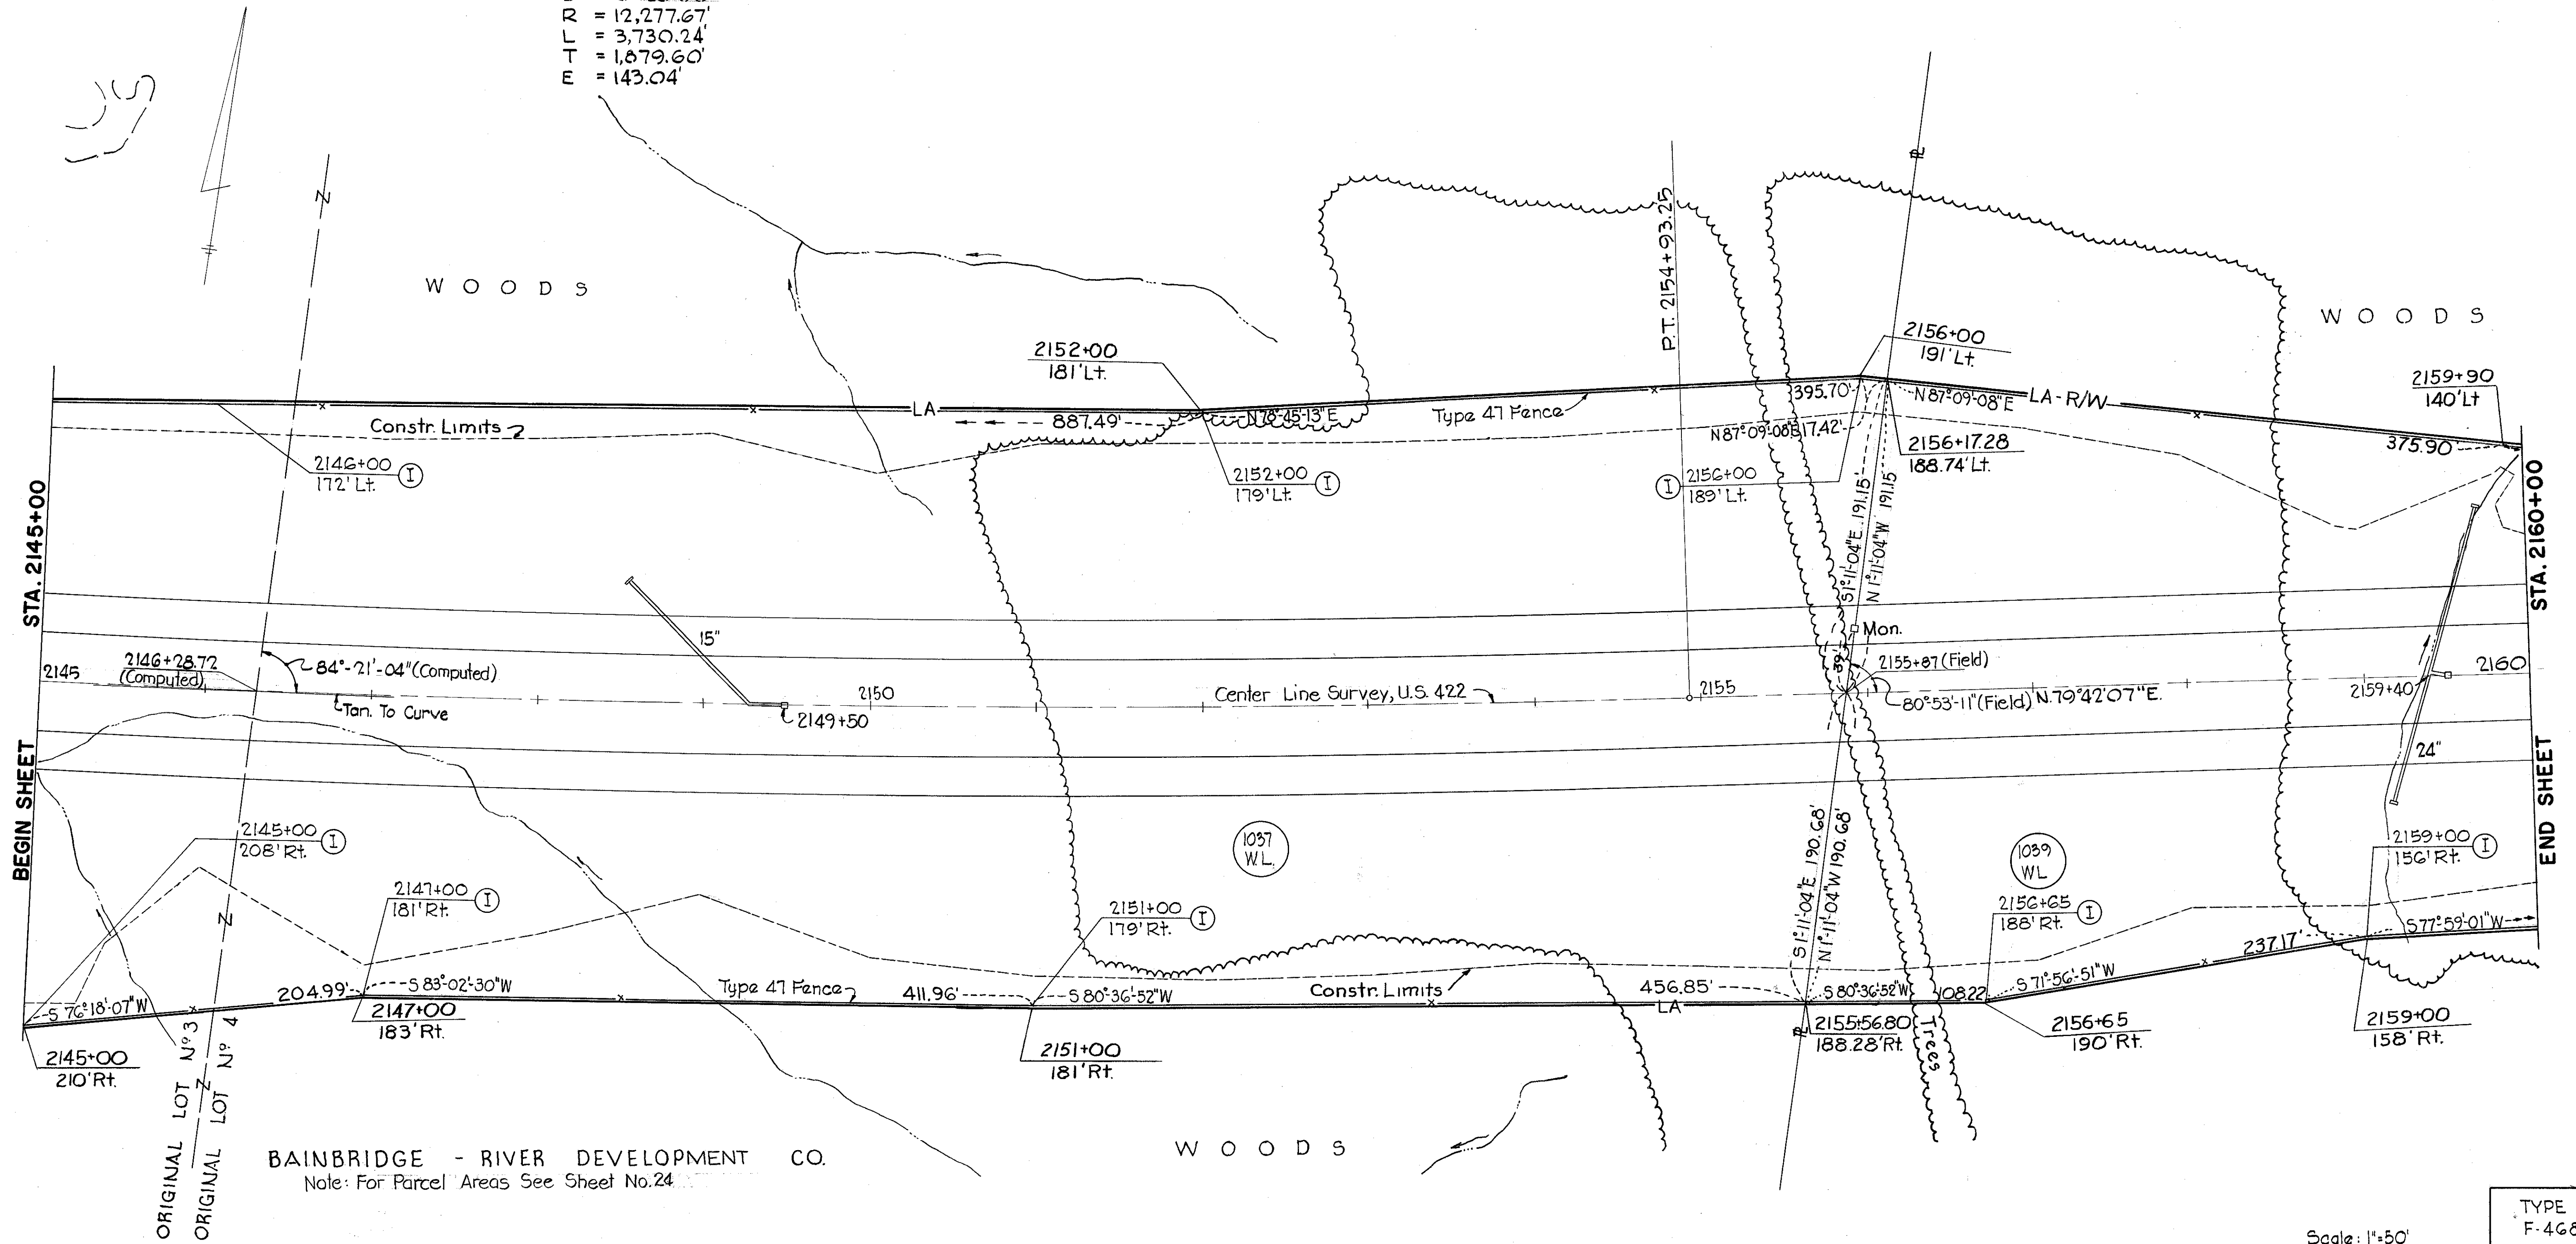 R = 12,277.67'
L = 3,730.24'
T = 1,879.60'
E = 143.04'
WOODS
WOODS
P.T. 2154+93.25
2152+00
181' Lt.
2156+00
191' Lt.
2159+90
140' Lt
LA
887.49'
N78°-45'-13"E
Type 47 Fence
395.70'
N87°09'-08"E
LA-R/W
375.90'
Constr. Limits
N87°09'-08"E 17.42'
2156+17.28
188.74' Lt.
2146+00
172' Lt.
I
2152+00
179' Lt.
I
I
2156+00
189' Lt.
STA. 2145+00
BEGIN SHEET
STA. 2160+00
END SHEET
S1°-11'-04"E 191.15'
N1°-11'-04"W 191.15
15"
Mon.
39'
2155+87 (Field)
2145
2146+28.72
(Computed)
84°-21'-04" (Computed)
Tan. To Curve
2149+50
2150
Center Line Survey, U.S. 422
2155
80°-53'-11" (Field)
N.79°42'07"E.
2159+40
2160
24"
2145+00
208' Rt.
I
2147+00
181' Rt.
I
1037
W.L.
2151+00
179' Rt.
I
S1°-11'-04"E 190.68'
N1°-11'-04"W 190.68'
1039
WL
2156+65
188' Rt.
I
2159+00
156' Rt.
I
S77°-59'-01"W
237.17'
S76°-18'-07"W
204.99'
S83°-02'-30"W
Type 47 Fence
411.96'
S80°-36'-52"W
Constr. Limits
456.85'
LA
S80°-36'-52"W
108.22
S71°-56'-51"W
2145+00
210' Rt.
2147+00
183' Rt.
2151+00
181' Rt.
2155+56.80
188.28' Rt.
Trees
2156+65
190' Rt.
2159+00
158' Rt.
ORIGINAL LOT Nº 3
ORIGINAL LOT Nº 4
BAINBRIDGE - RIVER DEVELOPMENT CO.
Note: For Parcel Areas See Sheet No.24
WOODS
Scale: 1"=50'
TYPE
F-468